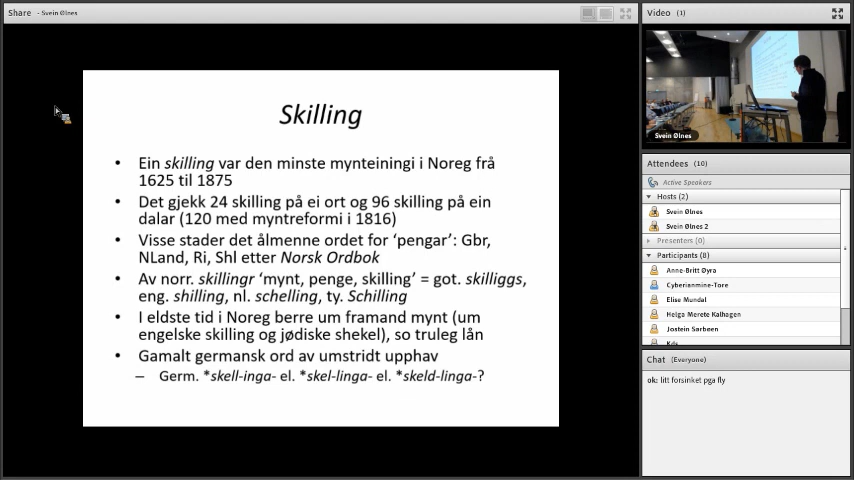 Share - Svein Ølnes
Skilling
• Ein skilling var den minste mynteiningi i Noreg frå
1625 til 1875
• Det gjekk 24 skilling på ei ort og 96 skilling på ein
dalar (120 med myntreformi i 1816)
• Visse stader det ålmenne ordet for ‘pengar’: Gbr,
NLand, Ri, Shl etter Norsk Ordbok
• Av norr. skillingr ‘mynt, penge, skilling’ = got. skilliggs,
eng. shilling, nl. schelling, ty. Schilling
• I eldste tid i Noreg berre um framand mynt (um
engelske skilling og jødiske shekel), so truleg lån
• Gamalt germansk ord av umstridt upphav
– Germ. *skell-inga- el. *skel-linga- el. *skeld-linga-?
Video (1)
Svein Ølnes
Attendees (10)
Active Speakers
Hosts (2)
Svein Ølnes
Svein Ølnes 2
Presenters (0)
Participants (8)
Anne-Britt Øyra
Cyberianmine-Tore
Elise Mundal
Helga Merete Kalhagen
Jostein Sørbøen
Chat (Everyone)
ok: litt forsinket pga fly